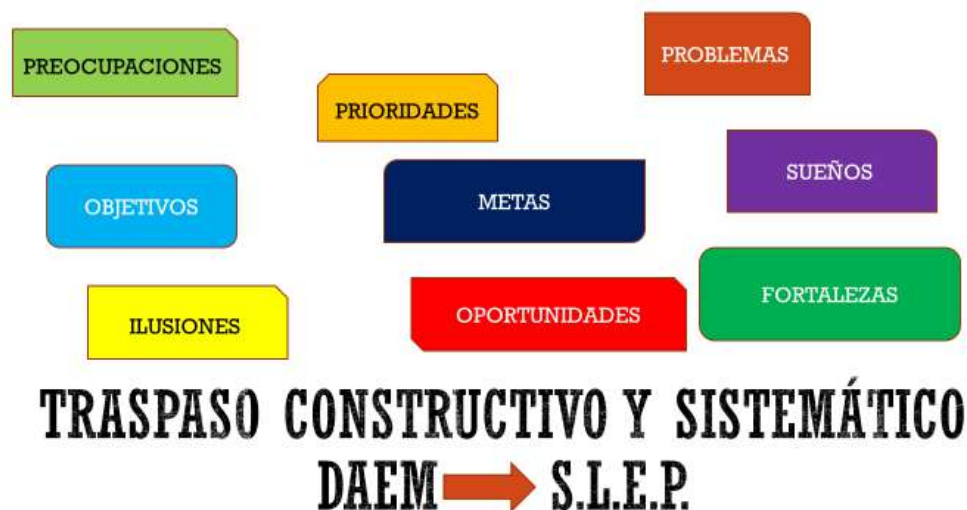 PREOCUPACIONES
PROBLEMAS
PRIORIDADES
SUEÑOS
OBJETIVOS
METAS
FORTALEZAS
ILUSIONES
OPORTUNIDADES
TRASPASO CONSTRUCTIVO Y SISTEMÁTICO
DAEM S.L.E.P.